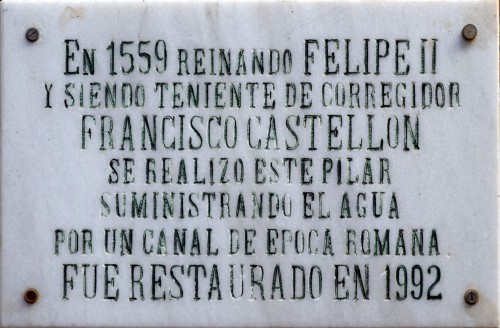 EN 1559 REINANDO FELIPE II
Y SIENDO TENIENTE DE CORREGIDOR
FRANCISCO CASTELLON
SE REALIZO ESTE PILAR
SUMINISTRANDO EL AGUA
POR UN CANAL DE EPOCA ROMANA.
FUE RESTAURADO EN 1992